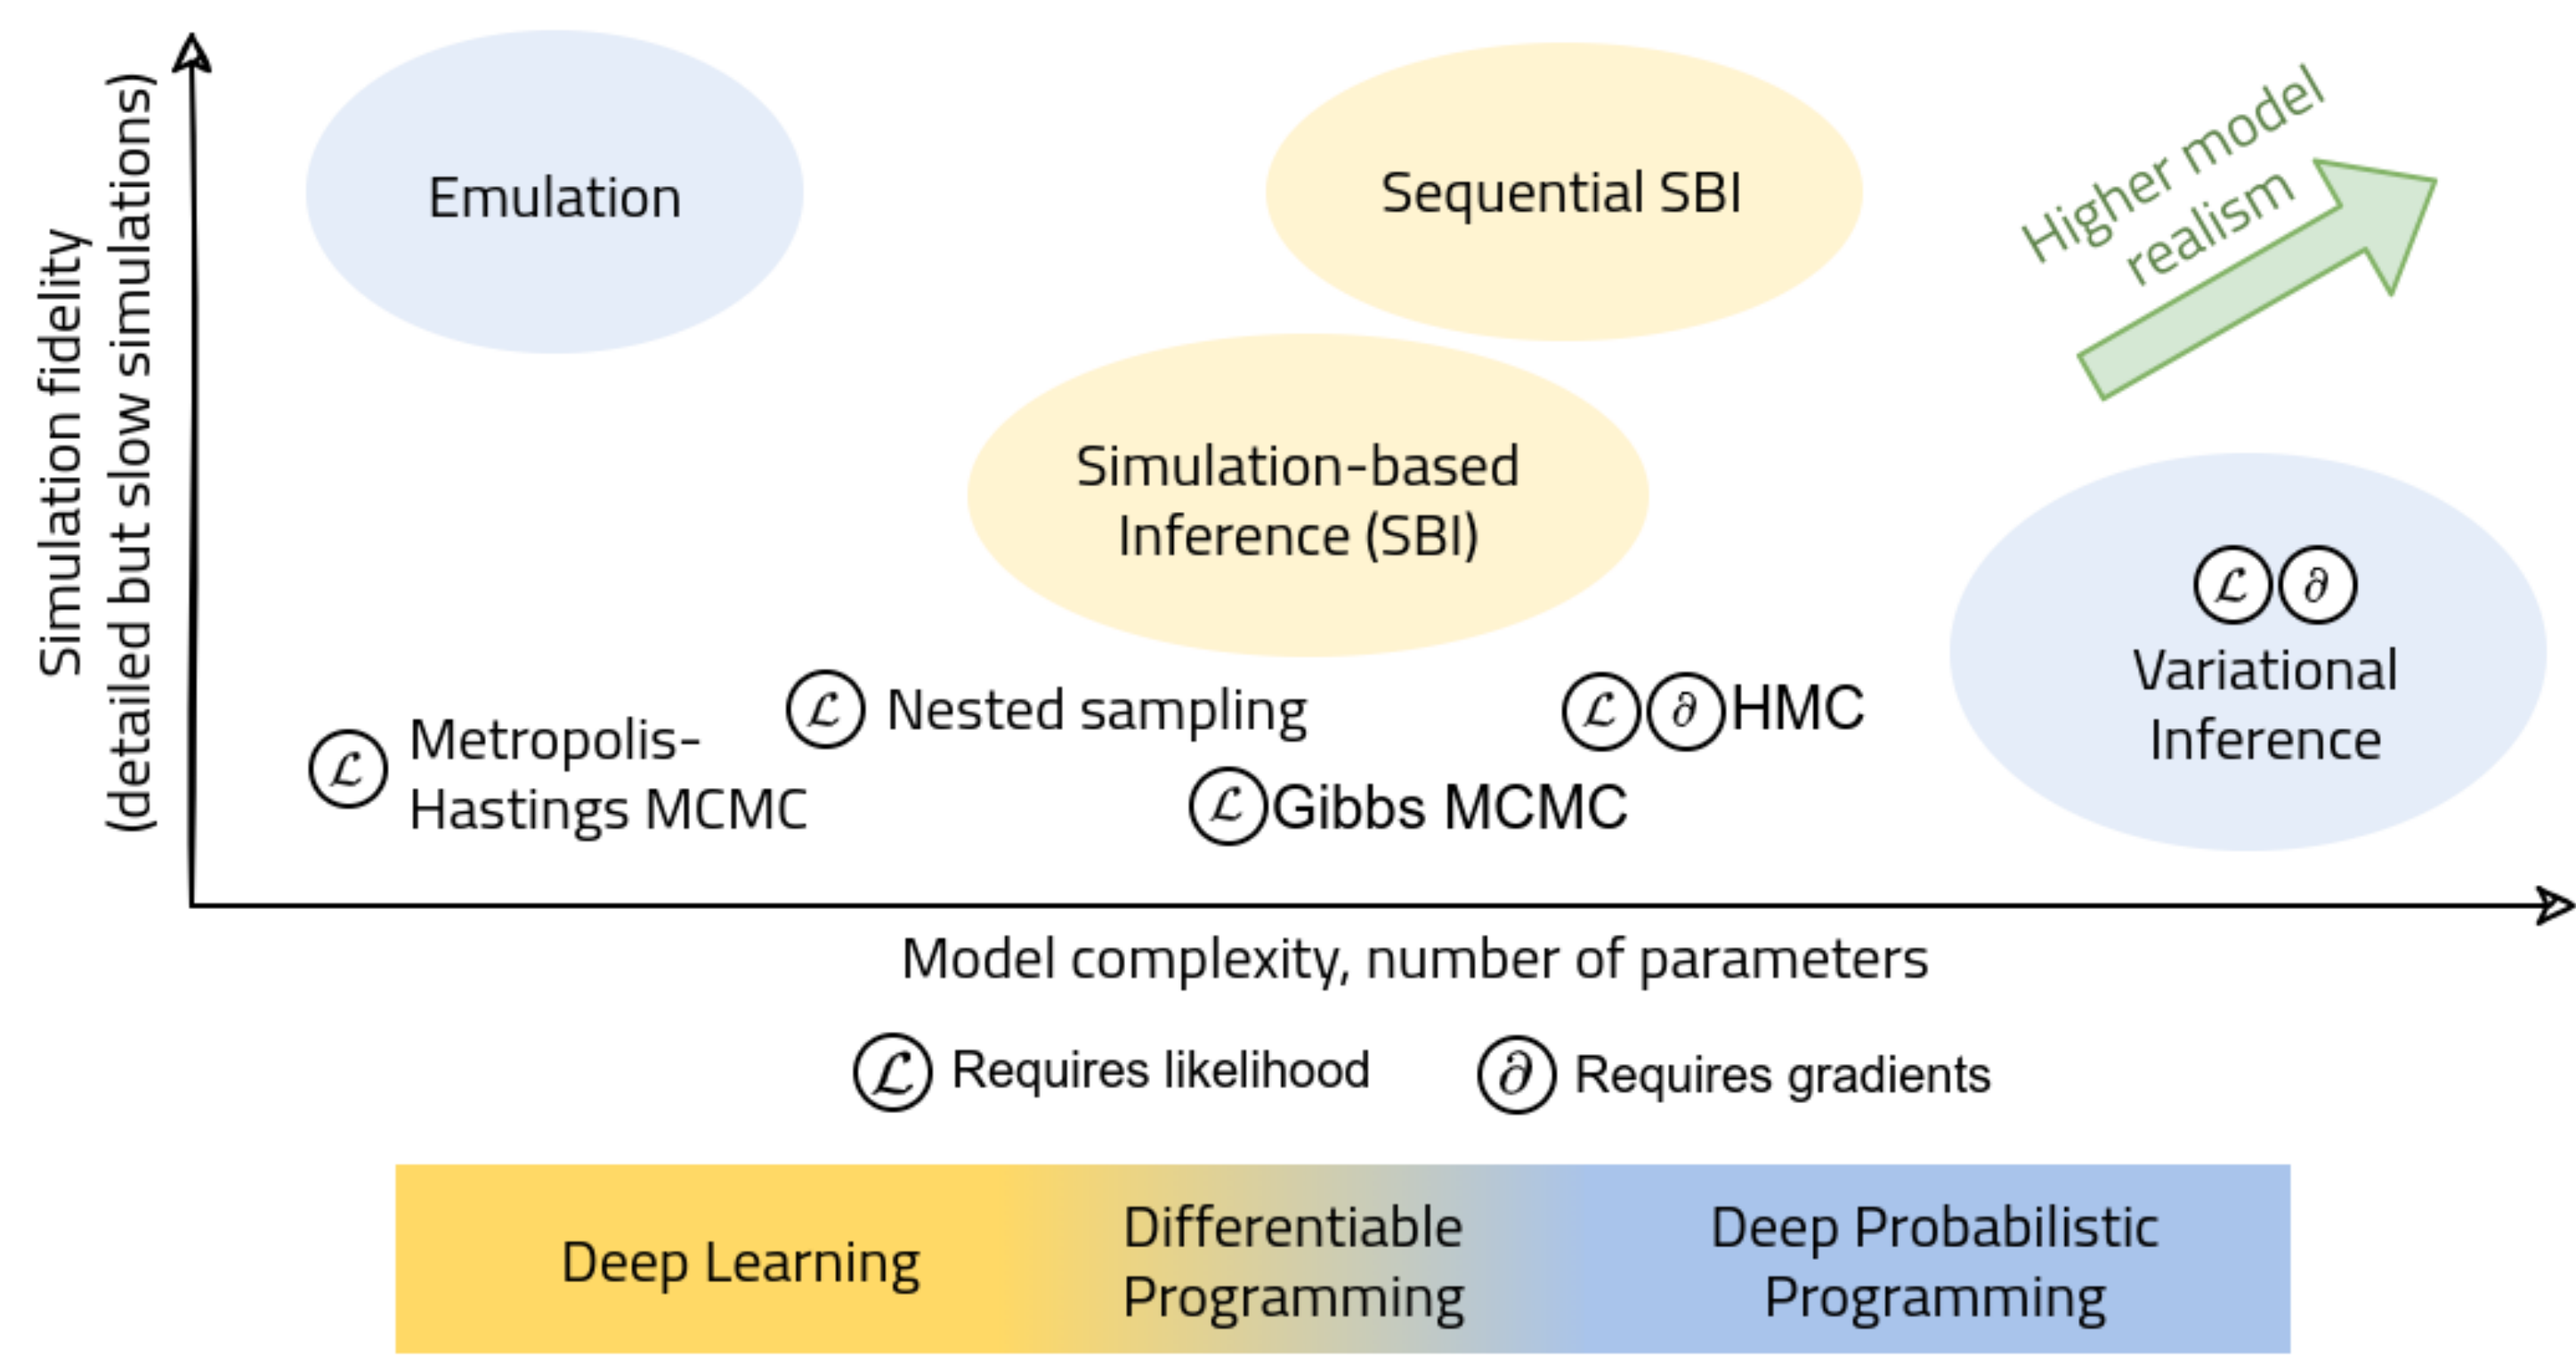 Simulation fidelity
(detailed but slow simulations)
Emulation
Sequential SBI
Higher model
realism
Simulation-based
Inference (SBI)
ℒ ∂
Variational
Inference
ℒ Nested sampling
ℒ ∂ HMC
ℒ Metropolis-
Hastings MCMC
ℒ Gibbs MCMC
Model complexity, number of parameters
ℒ Requires likelihood
∂ Requires gradients
Deep Learning
Differentiable
Programming
Deep Probabilistic
Programming